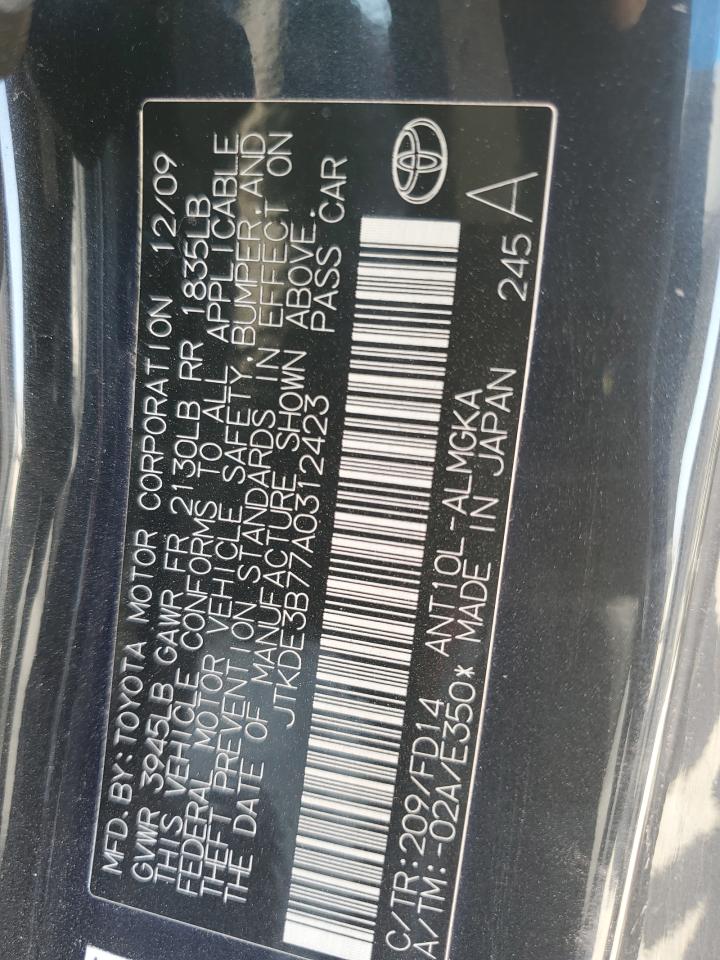 MFD. BY: TOYOTA MOTOR CORPORATION 12/09
GVWR 3945LB GAWR FR 2130LB RR 1835LB
THIS VEHICLE CONFORMS TO ALL APPLICABLE
FEDERAL MOTOR VEHICLE SAFETY, BUMPER, AND
THEFT PREVENTION STANDARDS IN EFFECT ON
THE DATE OF MANUFACTURE SHOWN ABOVE.
JTKDE3B77A0312423 PASS CAR
C/TR:209/FD14 ANT10L-ALMGKA 245 A
A/TM:-02A/E350* MADE IN JAPAN